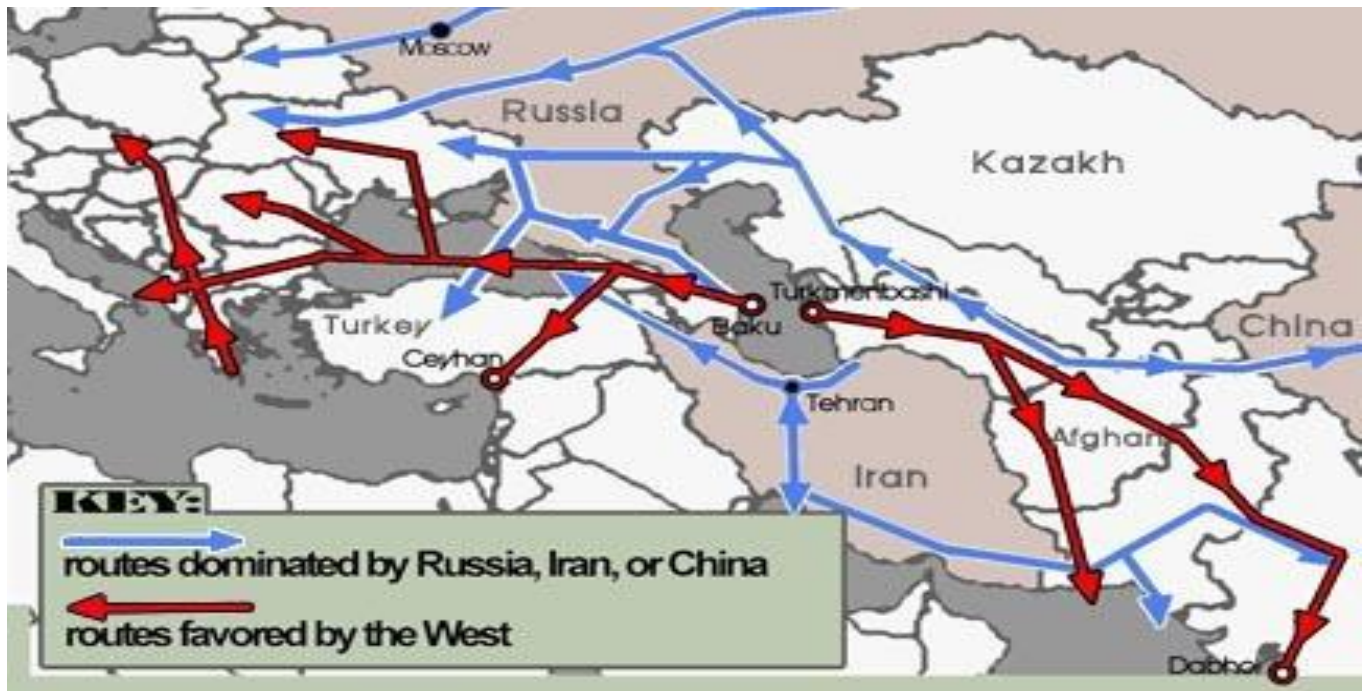 Moscow
Russia
Kazakh
Turkmenbashi
Baku
Turkey
Ceyhan
China
Tehran
Afghan
Iran
KEY:
routes dominated by Russia, Iran, or China
routes favored by the West
Dabhol